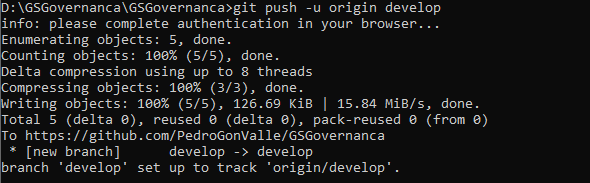 D:\GSGovernanca\GSGovernanca>git push -u origin develop
info: please complete authentication in your browser...
Enumerating objects: 5, done.
Counting objects: 100% (5/5), done.
Delta compression using up to 8 threads
Compressing objects: 100% (3/3), done.
Writing objects: 100% (5/5), 126.69 KiB | 15.84 MiB/s, done.
Total 5 (delta 0), reused 0 (delta 0), pack-reused 0 (from 0)
To https://github.com/PedroGonValle/GSGovernanca
 * [new branch]      develop -> develop
branch 'develop' set up to track 'origin/develop'.